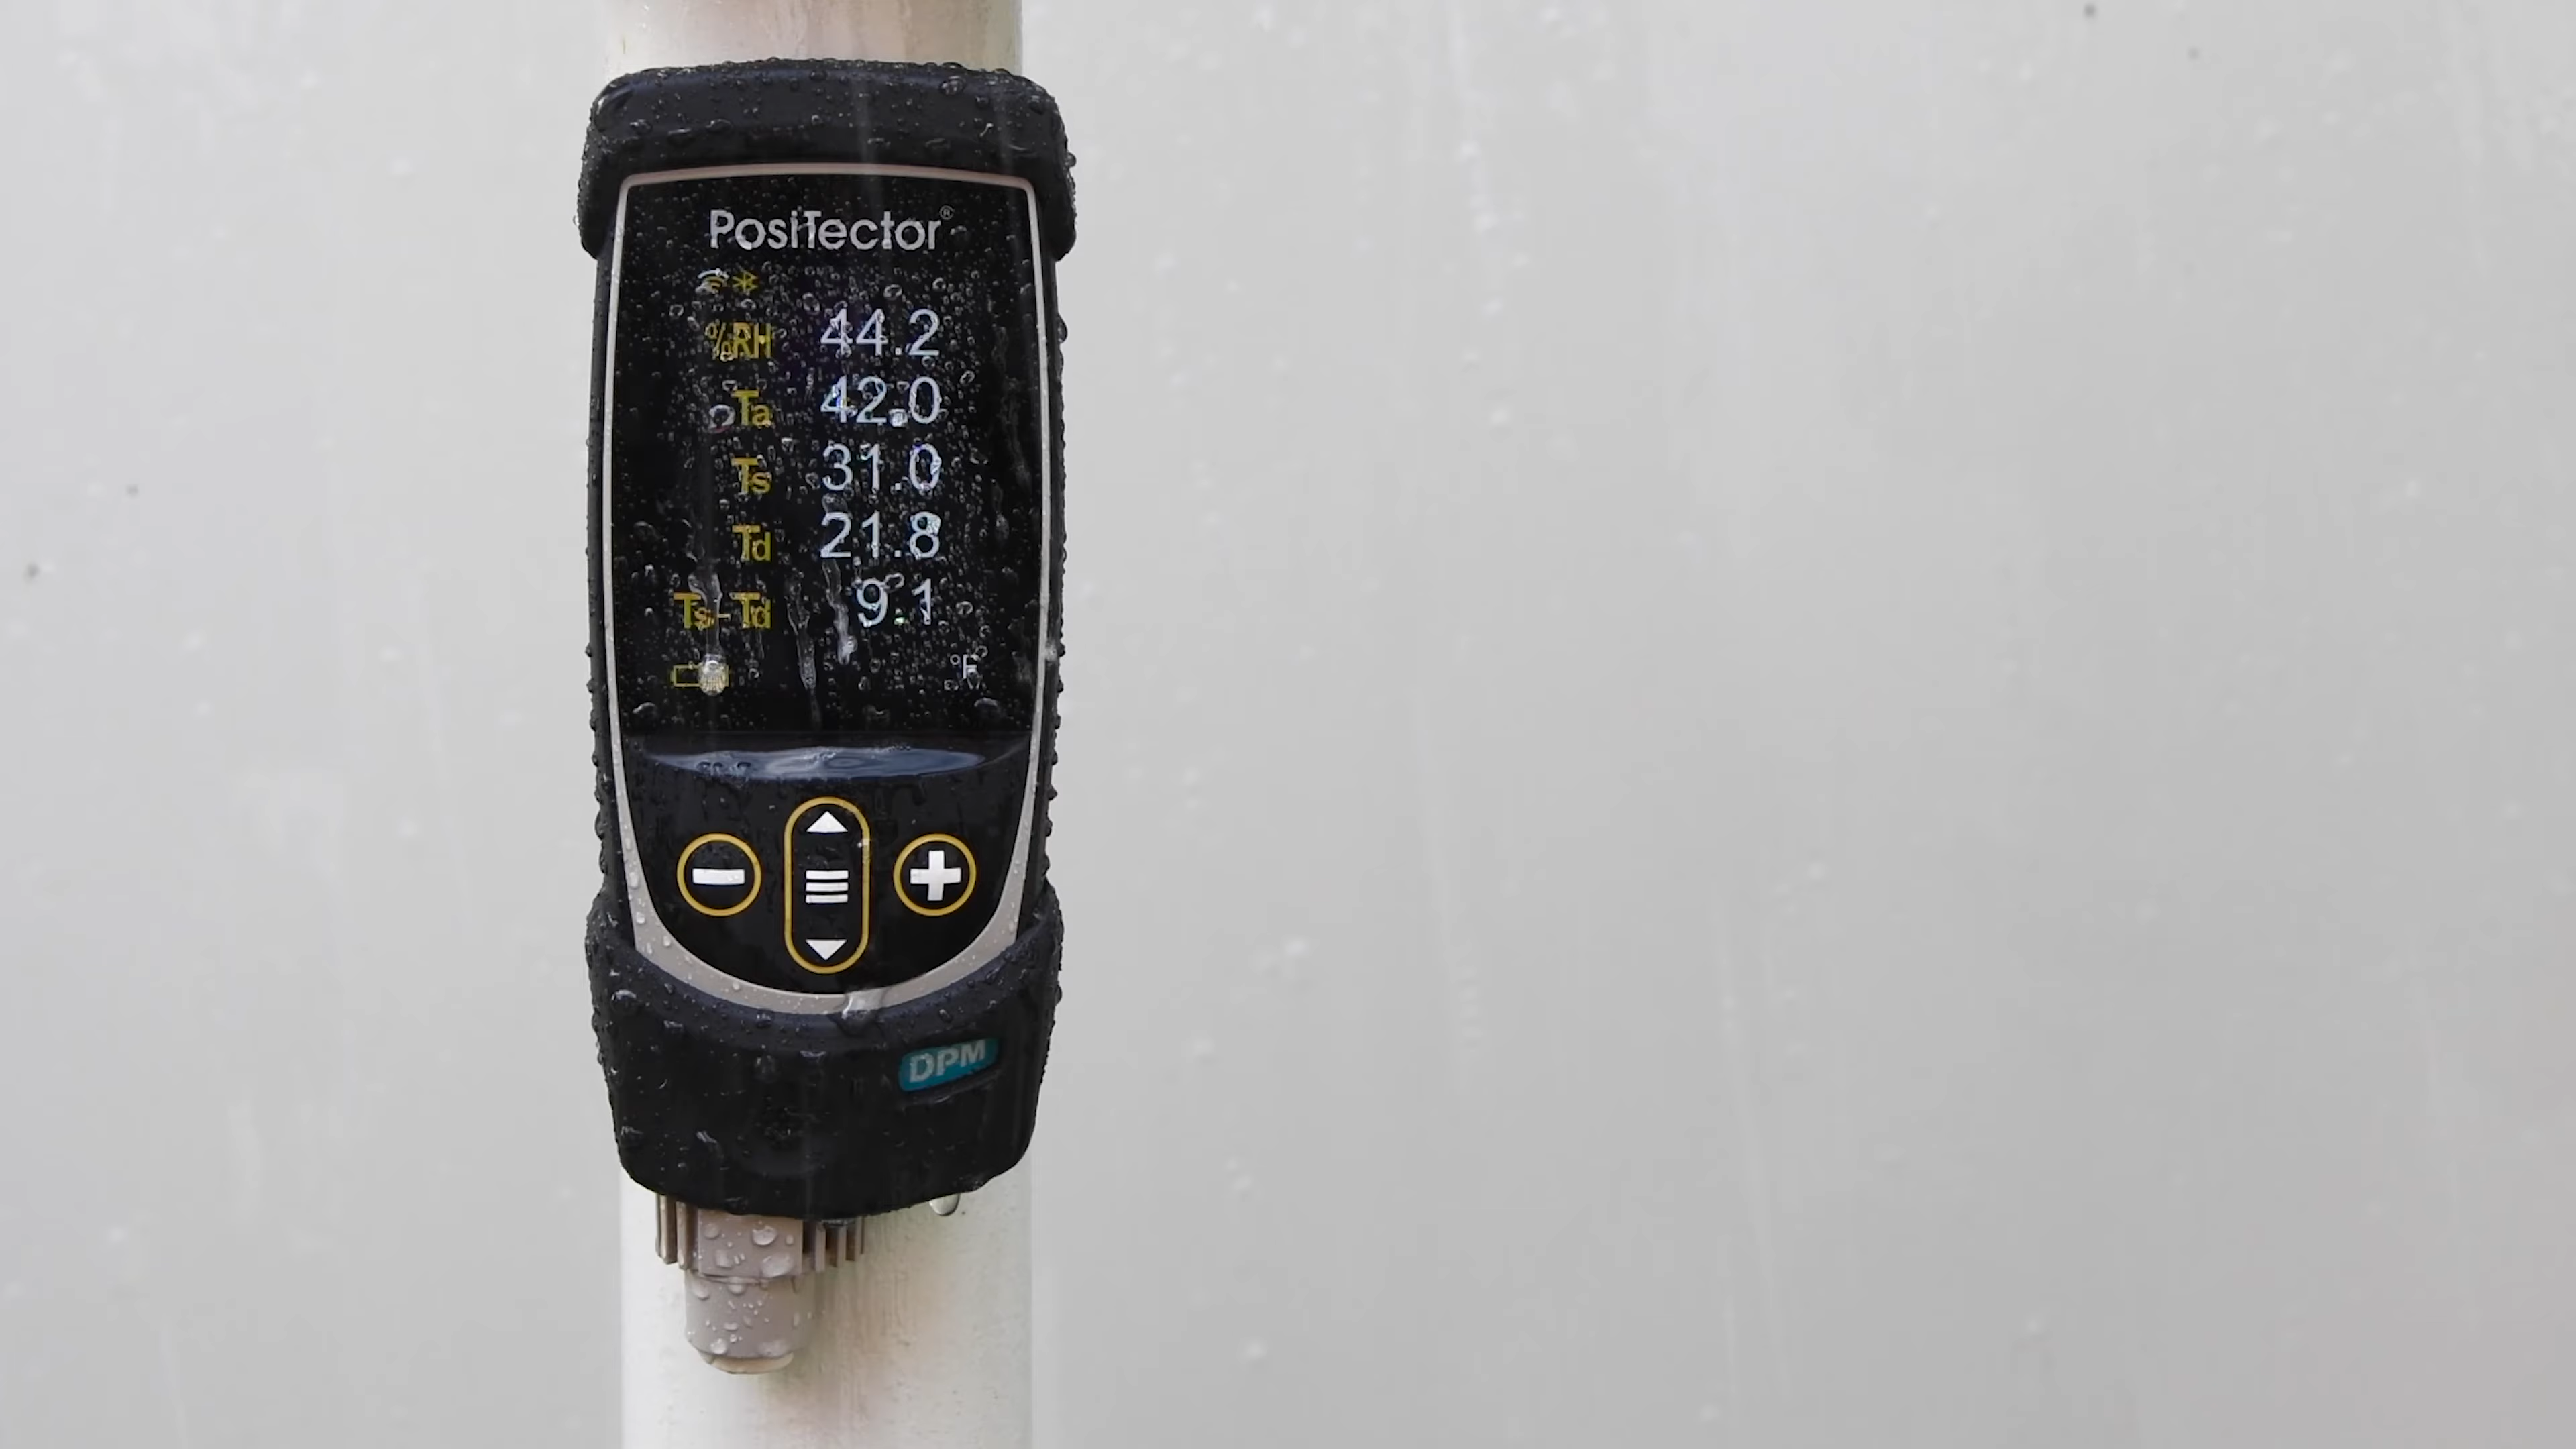 PosiTector®
%RH 44.2
Ta 42.0
Ts 31.0
Td 21.8
Ts-Td 9.1
°F
DPM